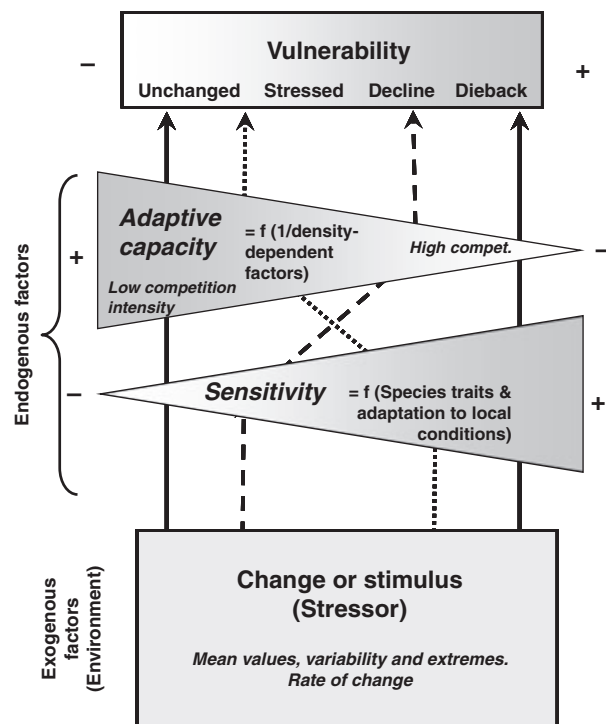 Vulnerability
– +
Unchanged Stressed Decline Dieback
Endogenous factors
+ –
Adaptive
capacity
= f (1/density-
dependent
factors)
High compet.
Low competition
intensity
– +
Sensitivity
= f (Species traits &
adaptation to local
conditions)
Exogenous
factors
(Environment)
Change or stimulus
(Stressor)
Mean values, variability and extremes.
Rate of change